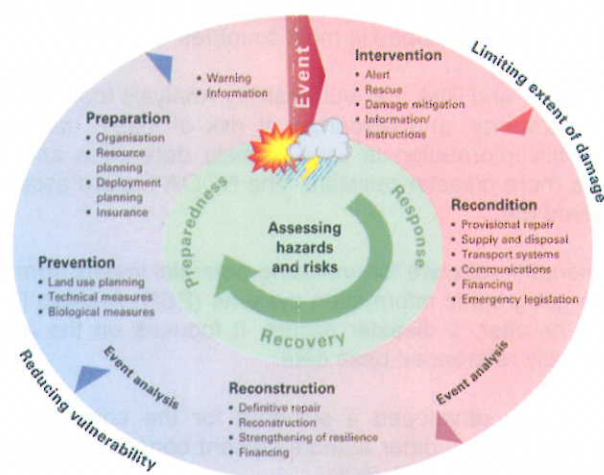 Event
Intervention
• Alert
• Rescue
• Damage mitigation
• Information/
Instructions
Limiting extent of damage
Response
Recondition
• Provisional repair
• Supply and disposal
• Transport systems
• Communications
• Financing
• Emergency legislation
Event analysis
Recovery
Reconstruction
• Definitive repair
• Reconstruction
• Strengthening of resilience
• Financing
Event analysis
Reducing vulnerability
Prevention
• Land use planning
• Technical measures
• Biological measures
Preparedness
Preparation
• Organisation
• Resource
planning
• Deployment
planning
• Insurance
• Warning
• Information
Assessing
hazards
and risks